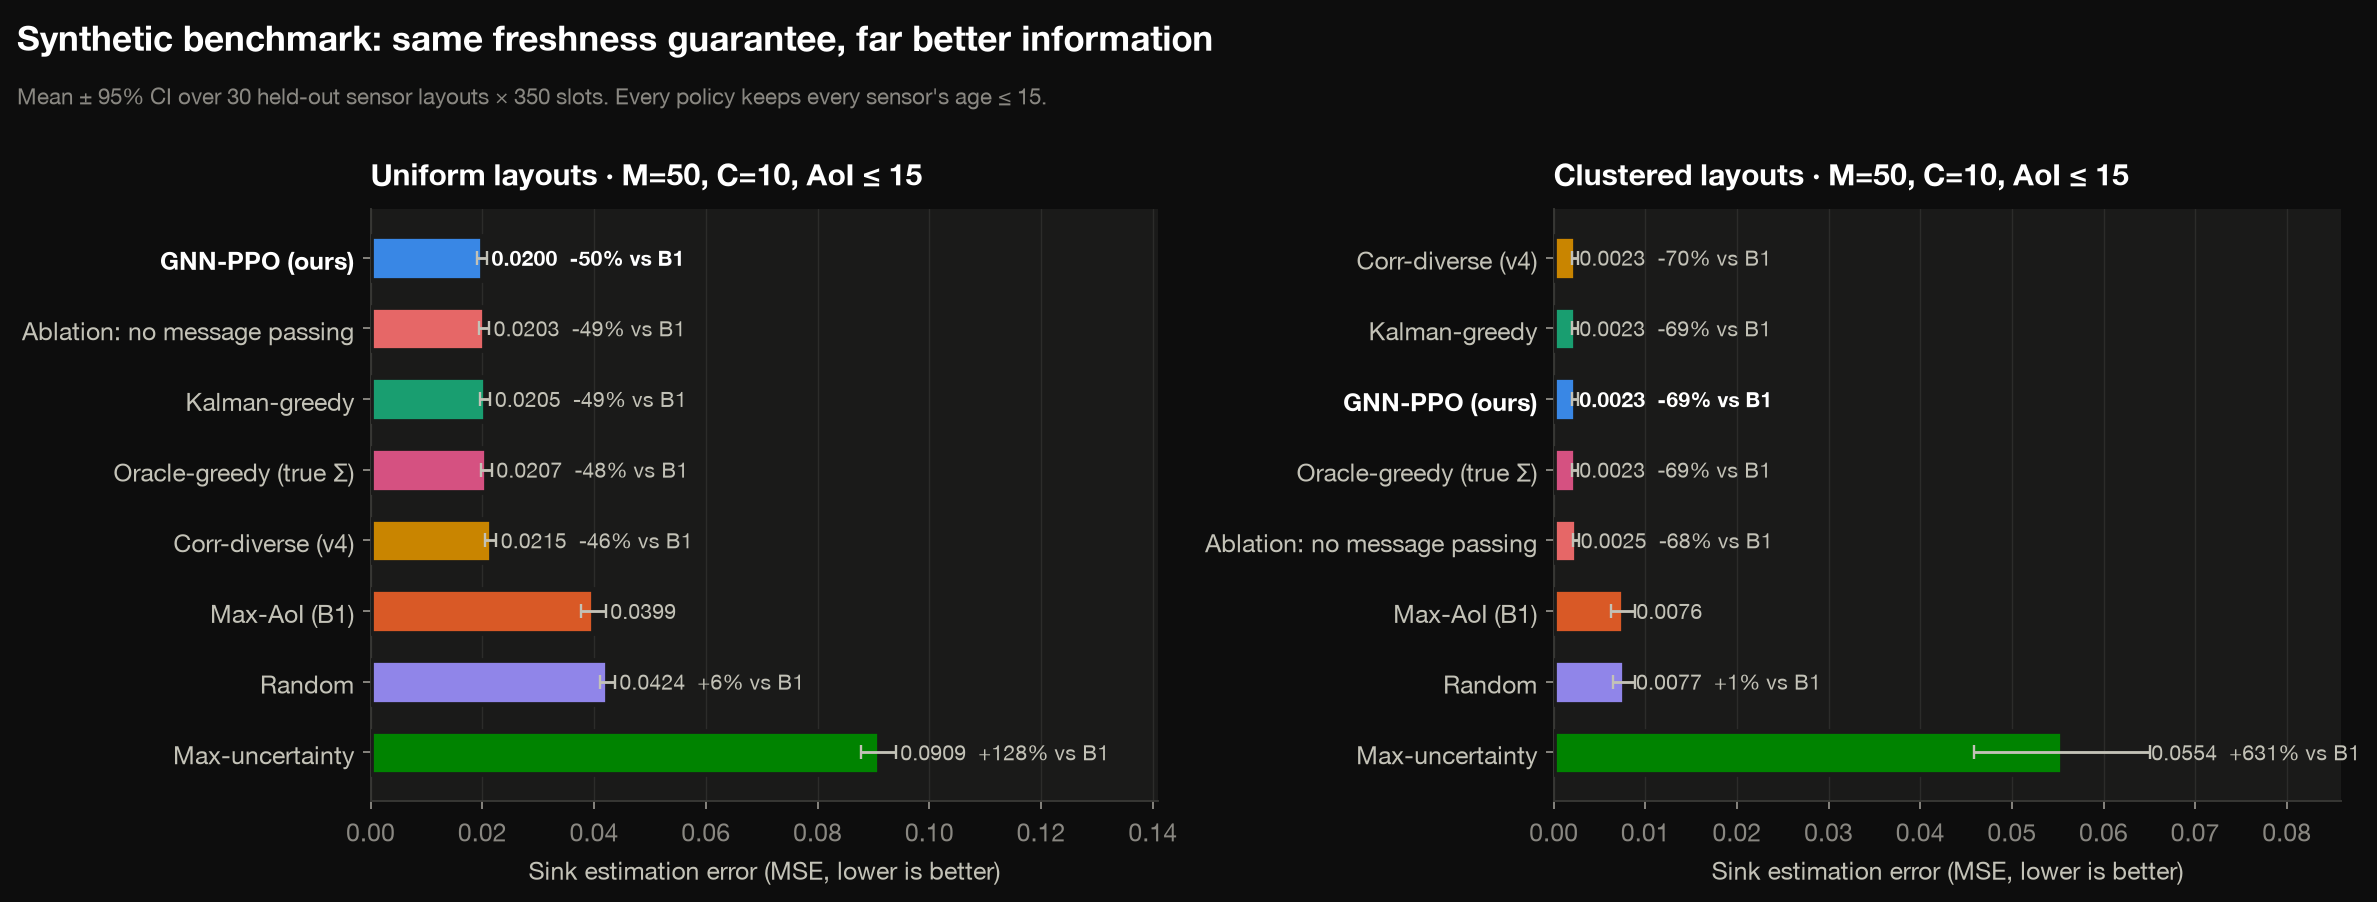 Synthetic benchmark: same freshness guarantee, far better information
Mean ± 95% CI over 30 held-out sensor layouts × 350 slots. Every policy keeps every sensor's age ≤ 15.
Uniform layouts · M=50, C=10, AoI ≤ 15
GNN-PPO (ours)
0.0200 -50% vs B1
Ablation: no message passing
0.0203 -49% vs B1
Kalman-greedy
0.0205 -49% vs B1
Oracle-greedy (true Σ)
0.0207 -48% vs B1
Corr-diverse (v4)
0.0215 -46% vs B1
Max-AoI (B1)
0.0399
Random
0.0424 +6% vs B1
Max-uncertainty
0.0909 +128% vs B1
0.00 0.02 0.04 0.06 0.08 0.10 0.12 0.14
Sink estimation error (MSE, lower is better)
Clustered layouts · M=50, C=10, AoI ≤ 15
Corr-diverse (v4)
0.0023 -70% vs B1
Kalman-greedy
0.0023 -69% vs B1
GNN-PPO (ours)
0.0023 -69% vs B1
Oracle-greedy (true Σ)
0.0023 -69% vs B1
Ablation: no message passing
0.0025 -68% vs B1
Max-AoI (B1)
0.0076
Random
0.0077 +1% vs B1
Max-uncertainty
0.0554 +631% vs B1
0.00 0.01 0.02 0.03 0.04 0.05 0.06 0.07 0.08
Sink estimation error (MSE, lower is better)